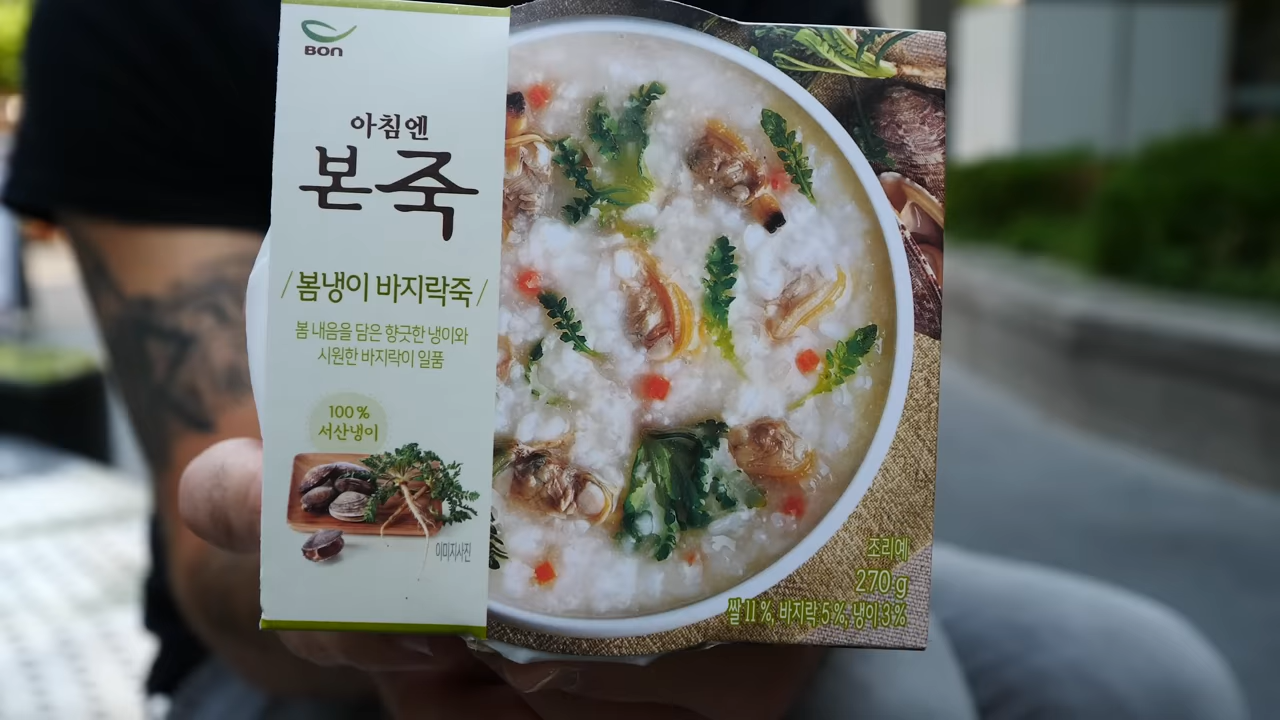 BON
아침엔
본죽
/봄냉이 바지락죽/
봄 내음을 담은 향긋한 냉이와
시원한 바지락이 일품
100%
서산냉이
이미지사진
조리예
270 g
쌀 11 %, 바지락 5 %, 냉이 3 %